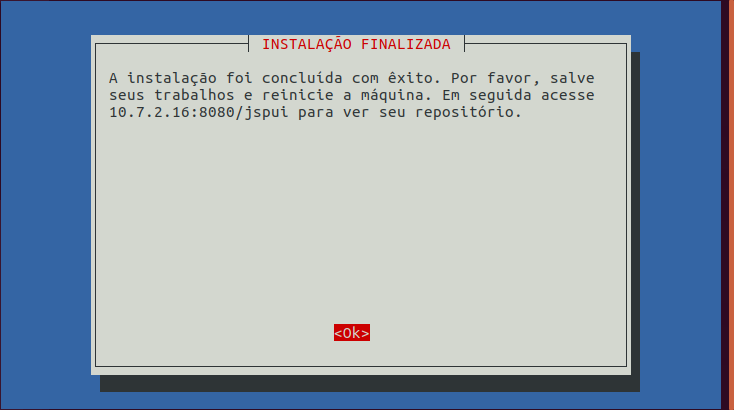 INSTALAÇÃO FINALIZADA
A instalação foi concluída com êxito. Por favor, salve
seus trabalhos e reinicie a máquina. Em seguida acesse
10.7.2.16:8080/jspui para ver seu repositório.
<Ok>